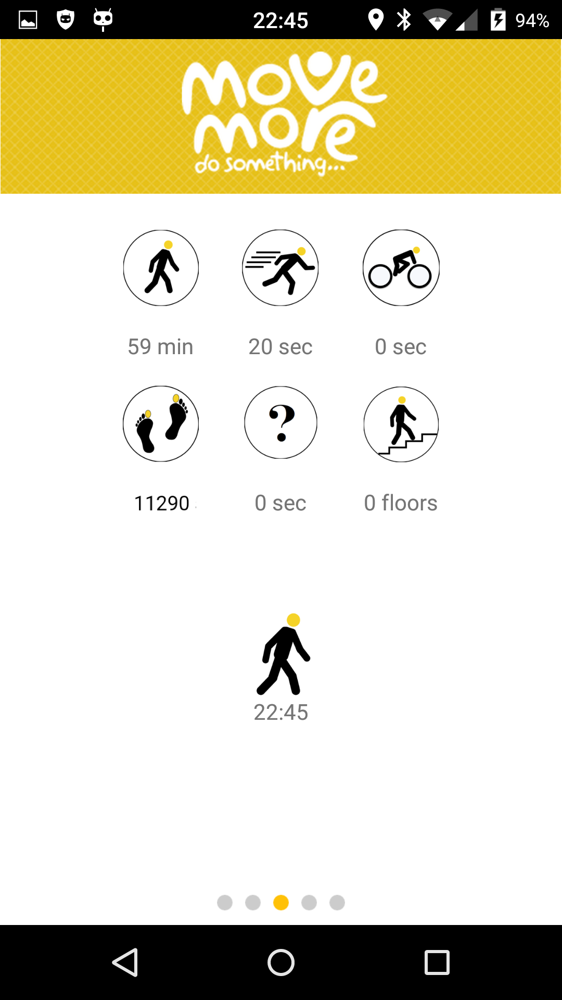 22:45
94%
move
more
do something...
59 min
20 sec
0 sec
?
11290
0 sec
0 floors
22:45